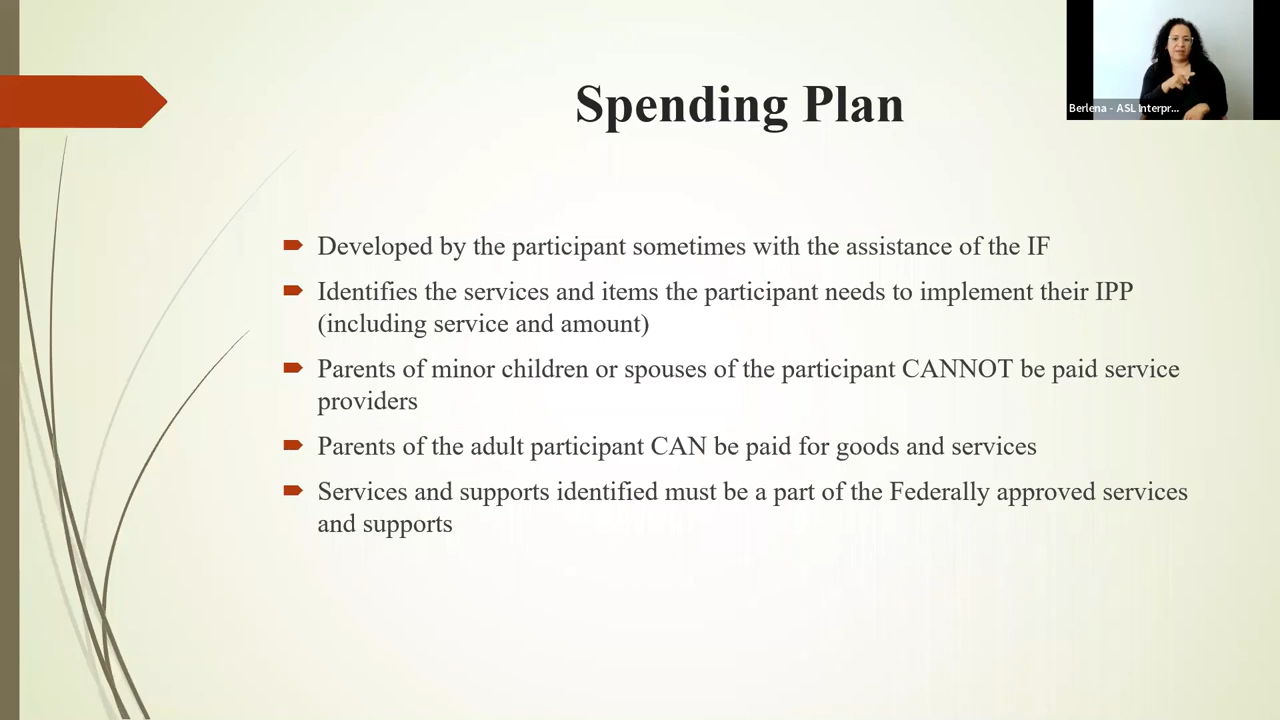 Spending Plan
Berlena - ASL Interpr...
Developed by the participant sometimes with the assistance of the IF
Identifies the services and items the participant needs to implement their IPP
(including service and amount)
Parents of minor children or spouses of the participant CANNOT be paid service
providers
Parents of the adult participant CAN be paid for goods and services
Services and supports identified must be a part of the Federally approved services
and supports